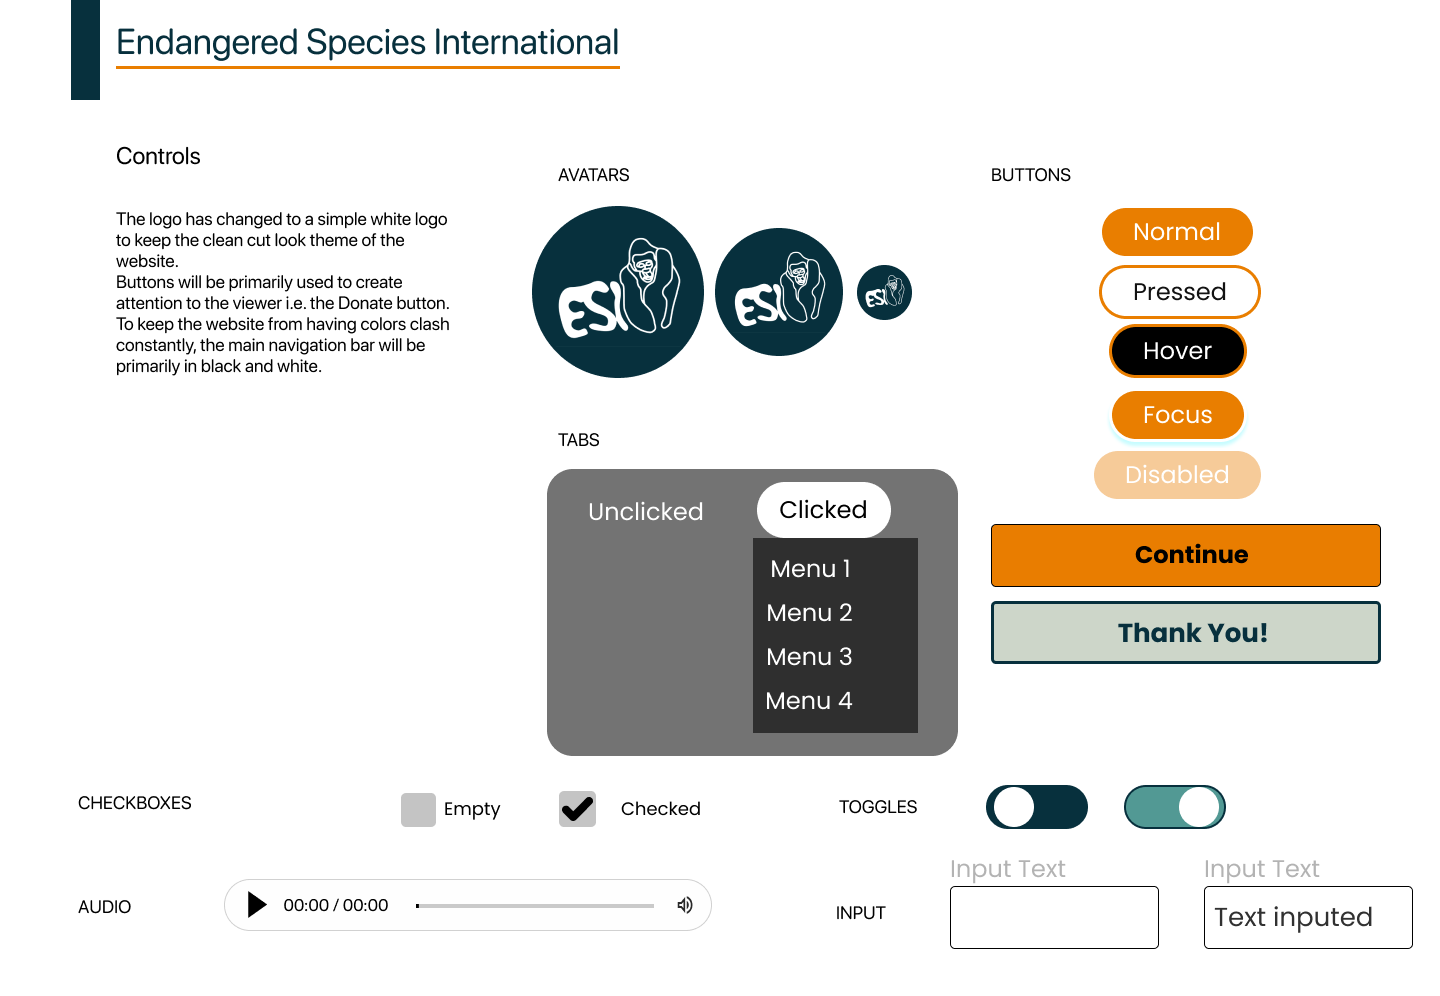 Endangered Species International
Controls
The logo has changed to a simple white logo
to keep the clean cut look theme of the
website.
Buttons will be primarily used to create
attention to the viewer i.e. the Donate button.
To keep the website from having colors clash
constantly, the main navigation bar will be
primarily in black and white.
AVATARS
ESI
ESI
ESI
BUTTONS
Normal
Pressed
Hover
Focus
Disabled
Continue
Thank You!
TABS
Unclicked
Clicked
Menu 1
Menu 2
Menu 3
Menu 4
CHECKBOXES
Empty
Checked
TOGGLES
AUDIO
00:00 / 00:00
INPUT
Input Text
Input Text
Text inputed